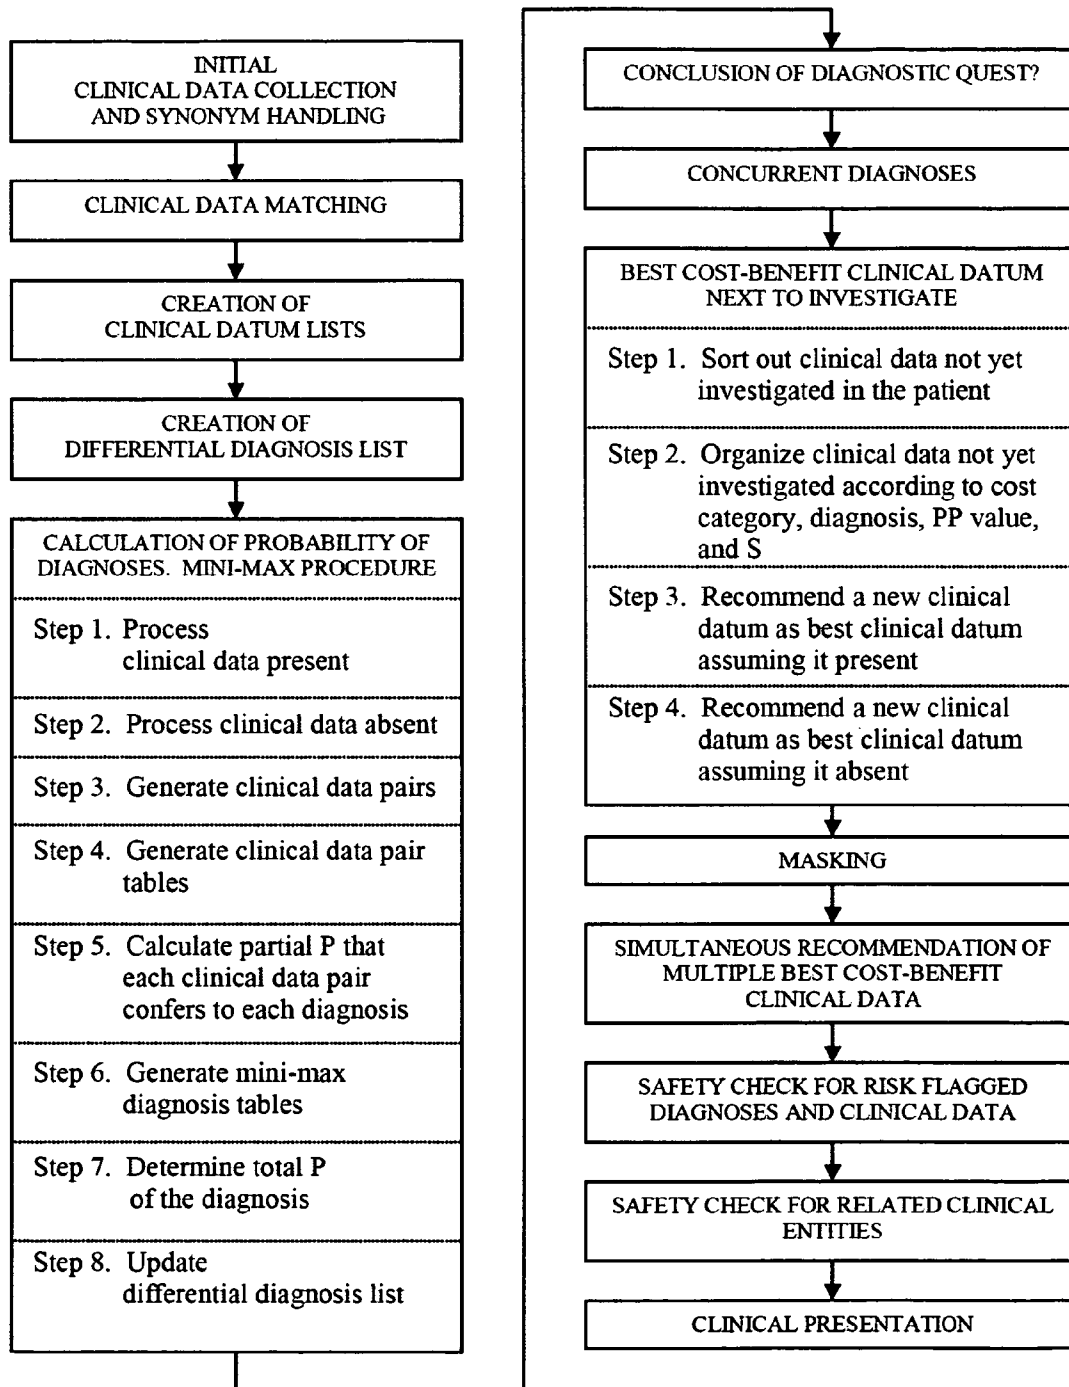 INITIAL
CLINICAL DATA COLLECTION
AND SYNONYM HANDLING
CLINICAL DATA MATCHING
CREATION OF
CLINICAL DATUM LISTS
CREATION OF
DIFFERENTIAL DIAGNOSIS LIST
CALCULATION OF PROBABILITY OF
DIAGNOSES. MINI-MAX PROCEDURE
Step 1. Process
clinical data present
Step 2. Process clinical data absent
Step 3. Generate clinical data pairs
Step 4. Generate clinical data pair
tables
Step 5. Calculate partial P that
each clinical data pair
confers to each diagnosis
Step 6. Generate mini-max
diagnosis tables
Step 7. Determine total P
of the diagnosis
Step 8. Update
differential diagnosis list
CONCLUSION OF DIAGNOSTIC QUEST?
CONCURRENT DIAGNOSES
BEST COST-BENEFIT CLINICAL DATUM
NEXT TO INVESTIGATE
Step 1. Sort out clinical data not yet
investigated in the patient
Step 2. Organize clinical data not yet
investigated according to cost
category, diagnosis, PP value,
and S
Step 3. Recommend a new clinical
datum as best clinical datum
assuming it present
Step 4. Recommend a new clinical
datum as best clinical datum
assuming it absent
MASKING
SIMULTANEOUS RECOMMENDATION OF
MULTIPLE BEST COST-BENEFIT
CLINICAL DATA
SAFETY CHECK FOR RISK FLAGGED
DIAGNOSES AND CLINICAL DATA
SAFETY CHECK FOR RELATED CLINICAL
ENTITIES
CLINICAL PRESENTATION